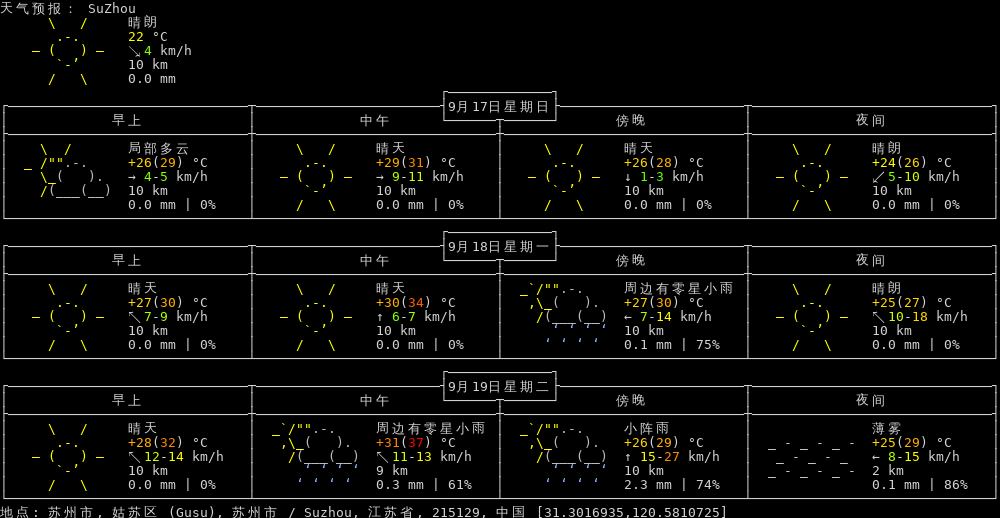 天气预报: SuZhou
晴朗
22 °C
↘ 4 km/h
10 km
0.0 mm
9月17日星期日
早上 中午 傍晚 夜间
局部多云 晴天 晴天 晴朗
+26(29) °C +29(31) °C +26(28) °C +24(26) °C
→ 4-5 km/h → 9-11 km/h ↓ 1-3 km/h ↙ 5-10 km/h
10 km 10 km 10 km 10 km
0.0 mm | 0% 0.0 mm | 0% 0.0 mm | 0% 0.0 mm | 0%
9月18日星期一
早上 中午 傍晚 夜间
晴天 晴天 周边有零星小雨 晴朗
+27(30) °C +30(34) °C +27(30) °C +25(27) °C
↖ 7-9 km/h ↑ 6-7 km/h ← 7-14 km/h ↖ 10-18 km/h
10 km 10 km 10 km 10 km
0.0 mm | 0% 0.0 mm | 0% 0.1 mm | 75% 0.0 mm | 0%
9月19日星期二
早上 中午 傍晚 夜间
晴天 周边有零星小雨 小阵雨 薄雾
+28(32) °C +31(37) °C +26(29) °C +25(29) °C
↖ 12-14 km/h ↖ 11-13 km/h ↑ 15-27 km/h ← 8-15 km/h
10 km 9 km 10 km 2 km
0.0 mm | 0% 0.3 mm | 61% 2.3 mm | 74% 0.1 mm | 86%
地点: 苏州市, 姑苏区 (Gusu), 苏州市 / Suzhou, 江苏省, 215129, 中国 [31.3016935,120.5810725]